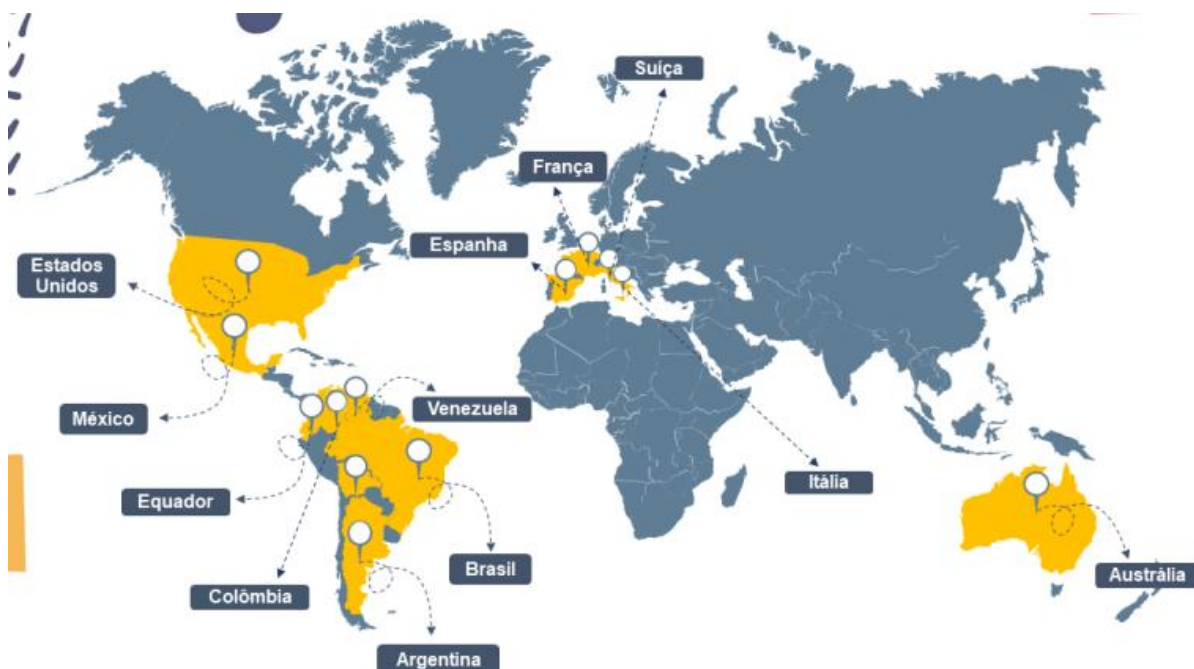 Suíça
França
Espanha
Estados
Unidos
México
Venezuela
Equador
Itália
Brasil
Colômbia
Austrália
Argentina